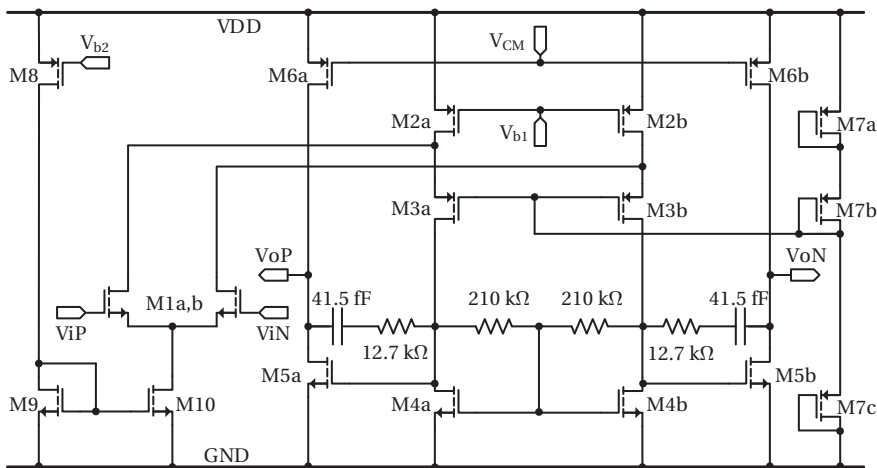 VDD
V_b2
V_CM
M8
M6a
M6b
M2a
V_b1
M2b
M7a
M3a
M3b
M7b
VoP
VoN
ViP
M1a,b
ViN
41.5 fF
210 kΩ
210 kΩ
41.5 fF
12.7 kΩ
12.7 kΩ
M5a
M5b
M9
M10
M4a
M4b
M7c
GND